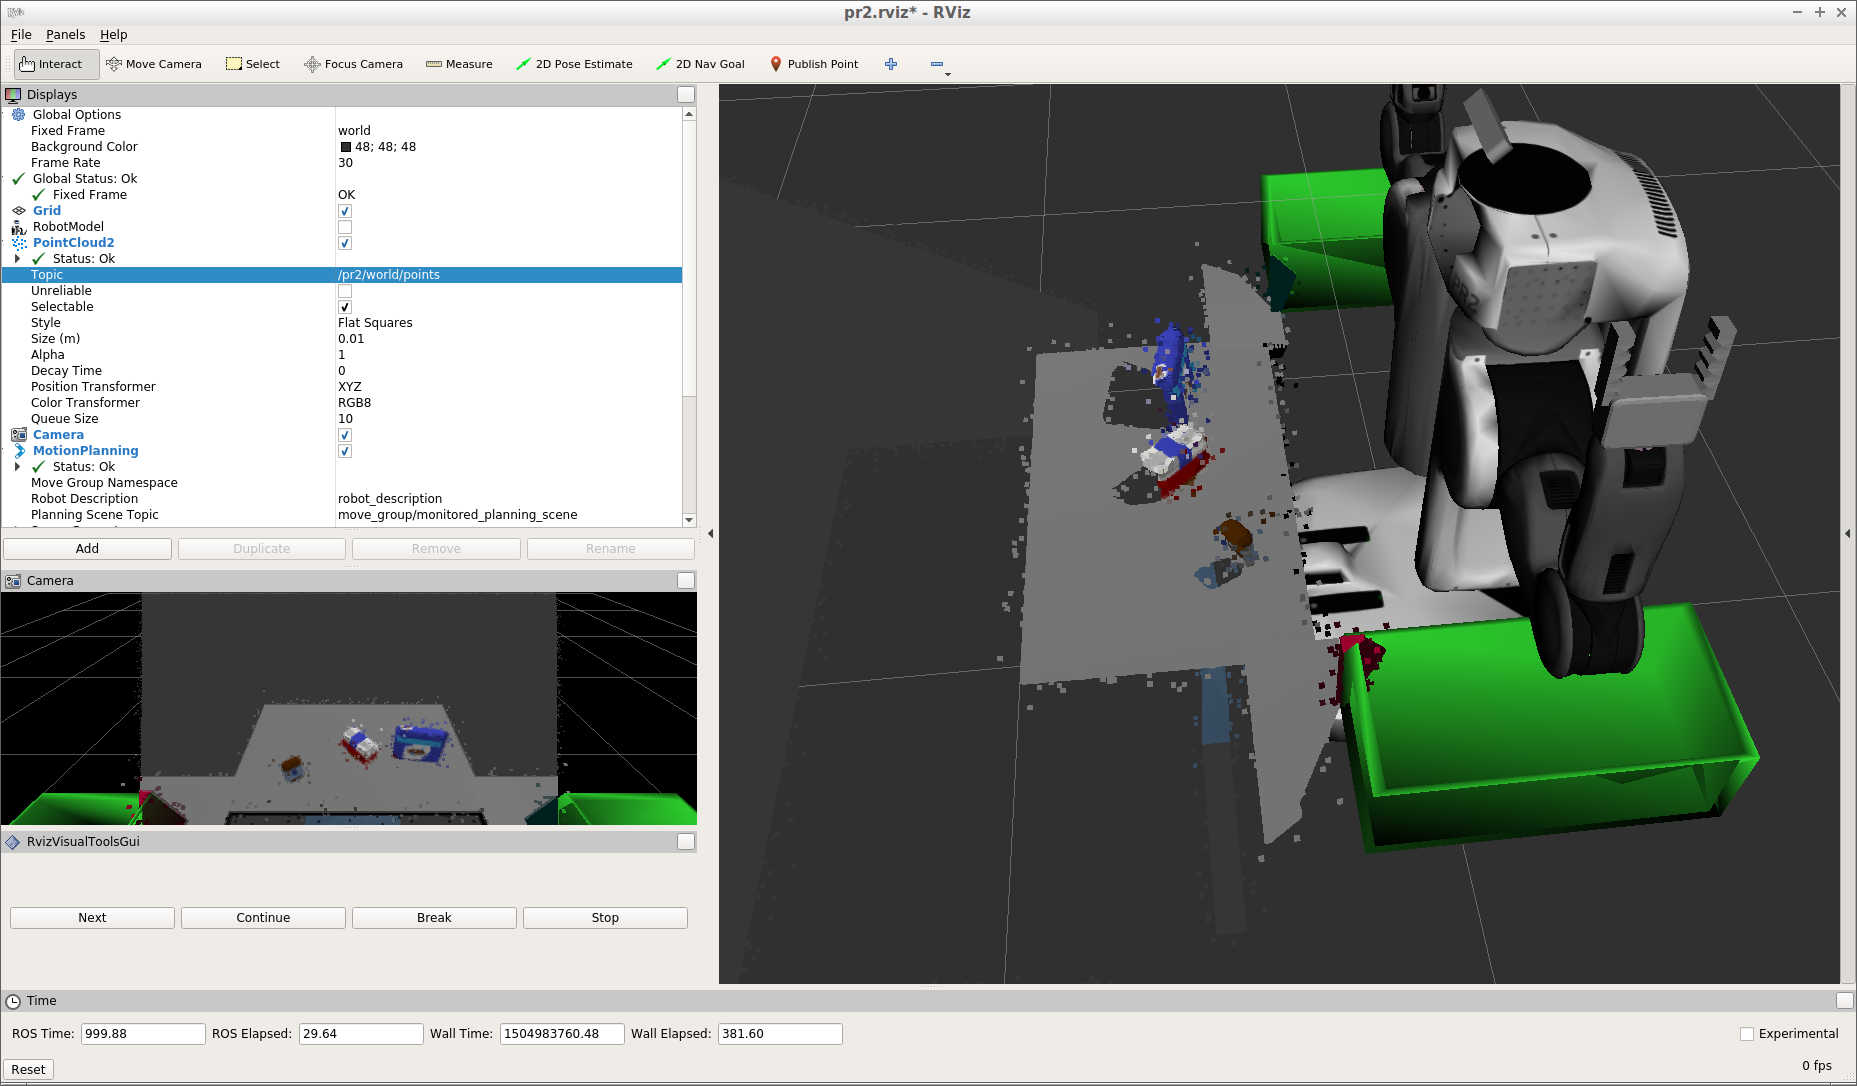 pr2.rviz* - RViz
File Panels Help
Interact Move Camera Select Focus Camera Measure 2D Pose Estimate 2D Nav Goal Publish Point
Displays
Global Options
Fixed Frame world
Background Color 48; 48; 48
Frame Rate 30
Global Status: Ok
Fixed Frame OK
Grid
RobotModel
PointCloud2
Status: Ok
Topic /pr2/world/points
Unreliable
Selectable
Style Flat Squares
Size (m) 0.01
Alpha 1
Decay Time 0
Position Transformer XYZ
Color Transformer RGB8
Queue Size 10
Camera
MotionPlanning
Status: Ok
Move Group Namespace
Robot Description robot_description
Planning Scene Topic move_group/monitored_planning_scene
Add Duplicate Remove Rename
Camera
RvizVisualToolsGui
Next Continue Break Stop
PR2
Time
ROS Time: 999.88 ROS Elapsed: 29.64 Wall Time: 1504983760.48 Wall Elapsed: 381.60 Experimental
Reset 0 fps